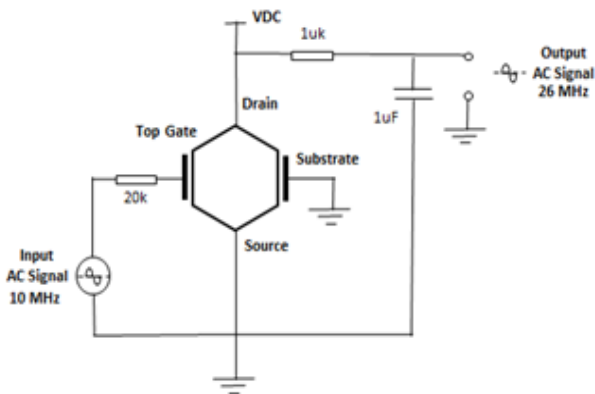 VDC
1uk
Output
AC Signal
26 MHz
1uF
Drain
Top Gate
Substrate
20k
Source
Input
AC Signal
10 MHz